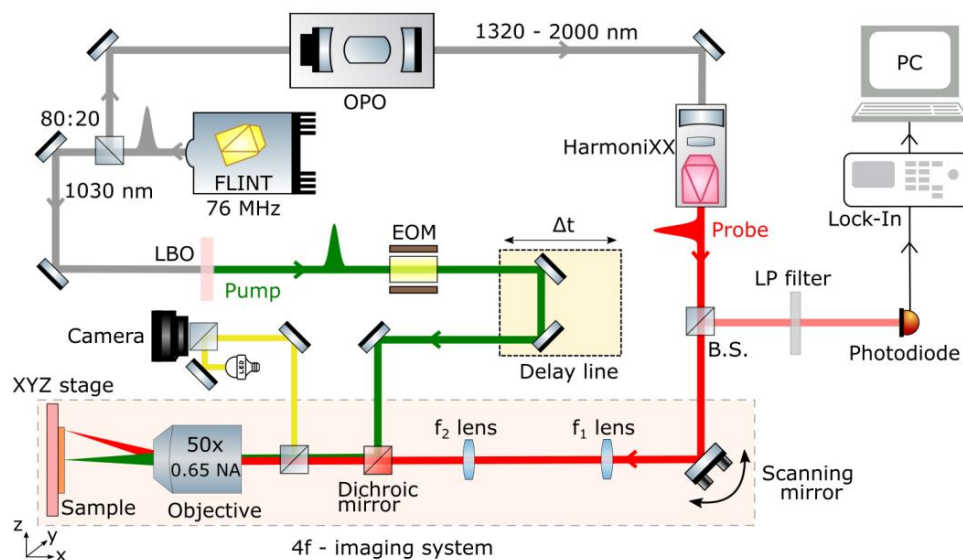 1320 - 2000 nm
OPO
PC
80:20
HarmoniXX
FLINT
76 MHz
1030 nm
Lock-In
Probe
LBO
EOM
Δt
Pump
LP filter
Camera
LED
B.S.
Photodiode
Delay line
XYZ stage
f₂ lens
f₁ lens
50x
0.65 NA
Scanning
mirror
Sample
Objective
Dichroic
mirror
z
y
x
4f - imaging system